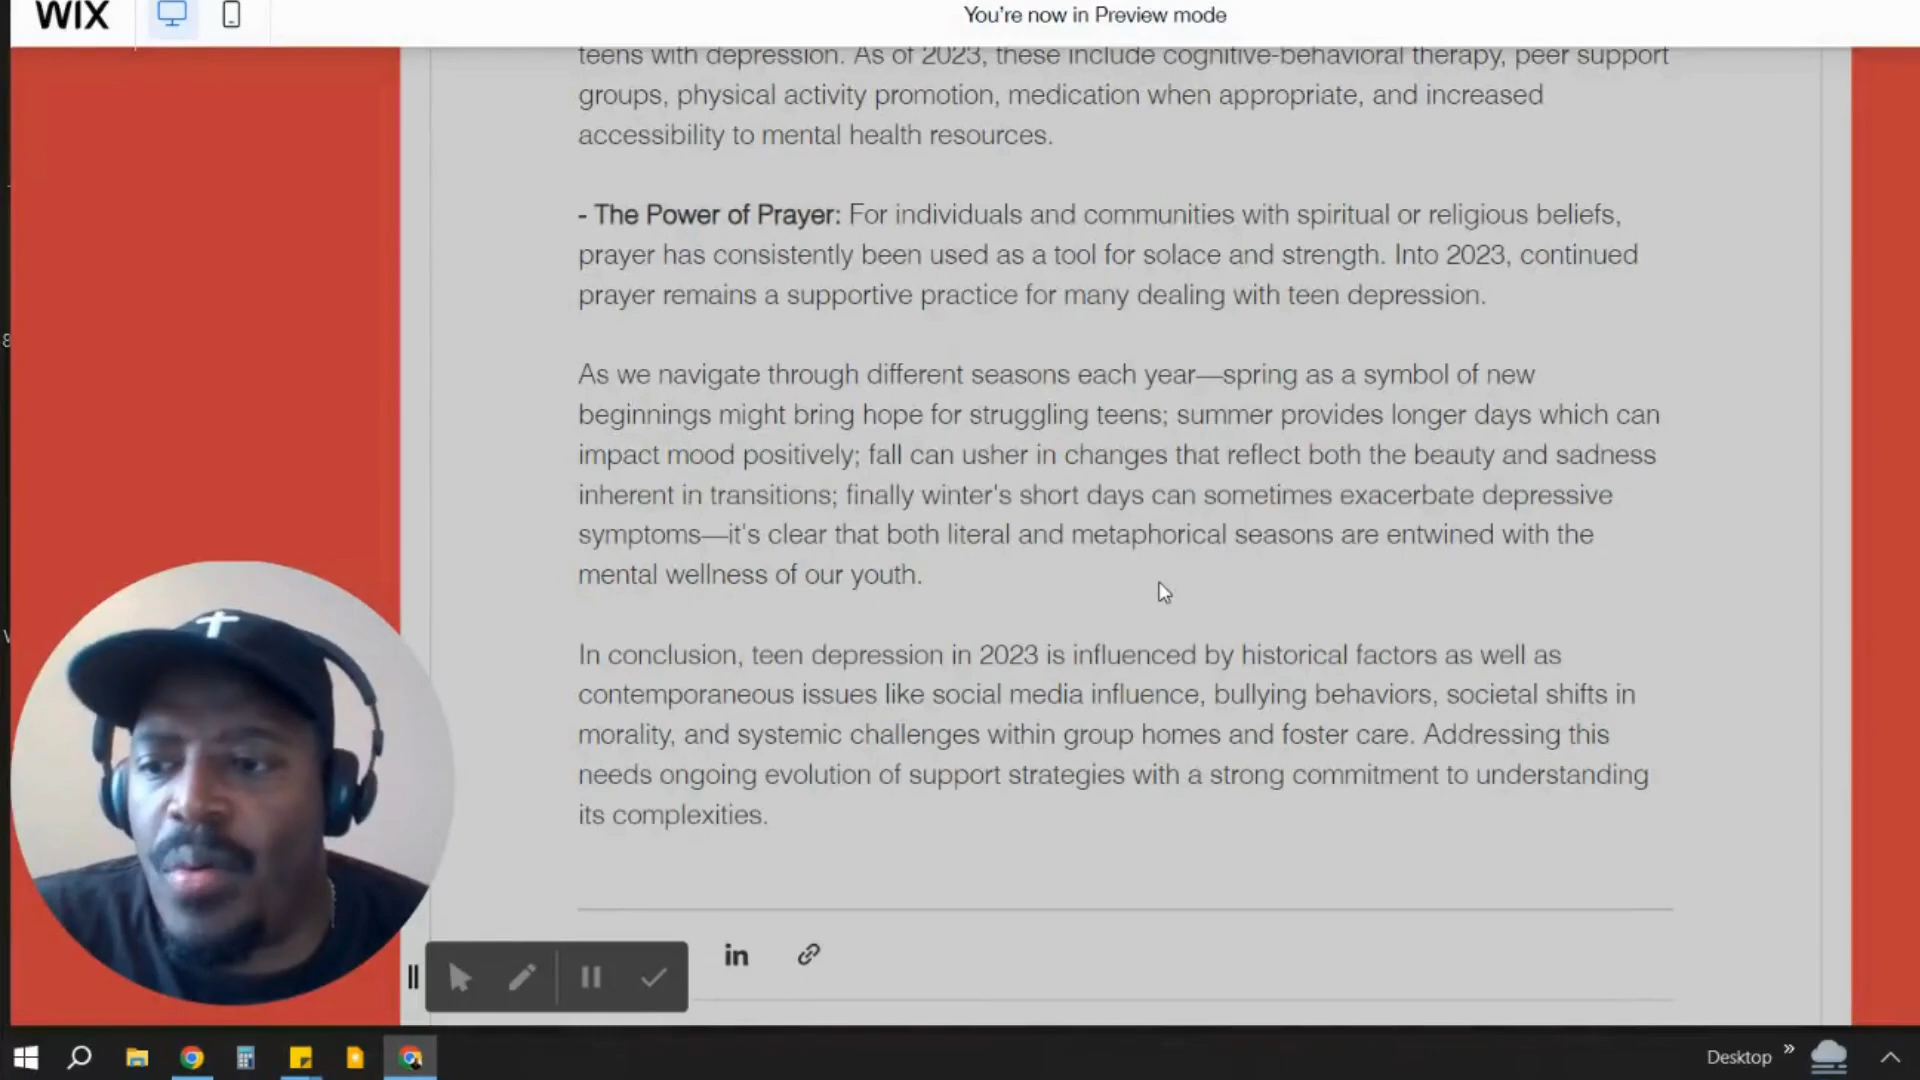 WIX
You're now in Preview mode
teens with depression. As of 2023, these include cognitive-behavioral therapy, peer support
groups, physical activity promotion, medication when appropriate, and increased
accessibility to mental health resources.
- The Power of Prayer: For individuals and communities with spiritual or religious beliefs,
prayer has consistently been used as a tool for solace and strength. Into 2023, continued
prayer remains a supportive practice for many dealing with teen depression.
As we navigate through different seasons each year—spring as a symbol of new
beginnings might bring hope for struggling teens; summer provides longer days which can
impact mood positively; fall can usher in changes that reflect both the beauty and sadness
inherent in transitions; finally winter's short days can sometimes exacerbate depressive
symptoms—it's clear that both literal and metaphorical seasons are entwined with the
mental wellness of our youth.
In conclusion, teen depression in 2023 is influenced by historical factors as well as
contemporaneous issues like social media influence, bullying behaviors, societal shifts in
morality, and systemic challenges within group homes and foster care. Addressing this
needs ongoing evolution of support strategies with a strong commitment to understanding
its complexities.
in
Desktop